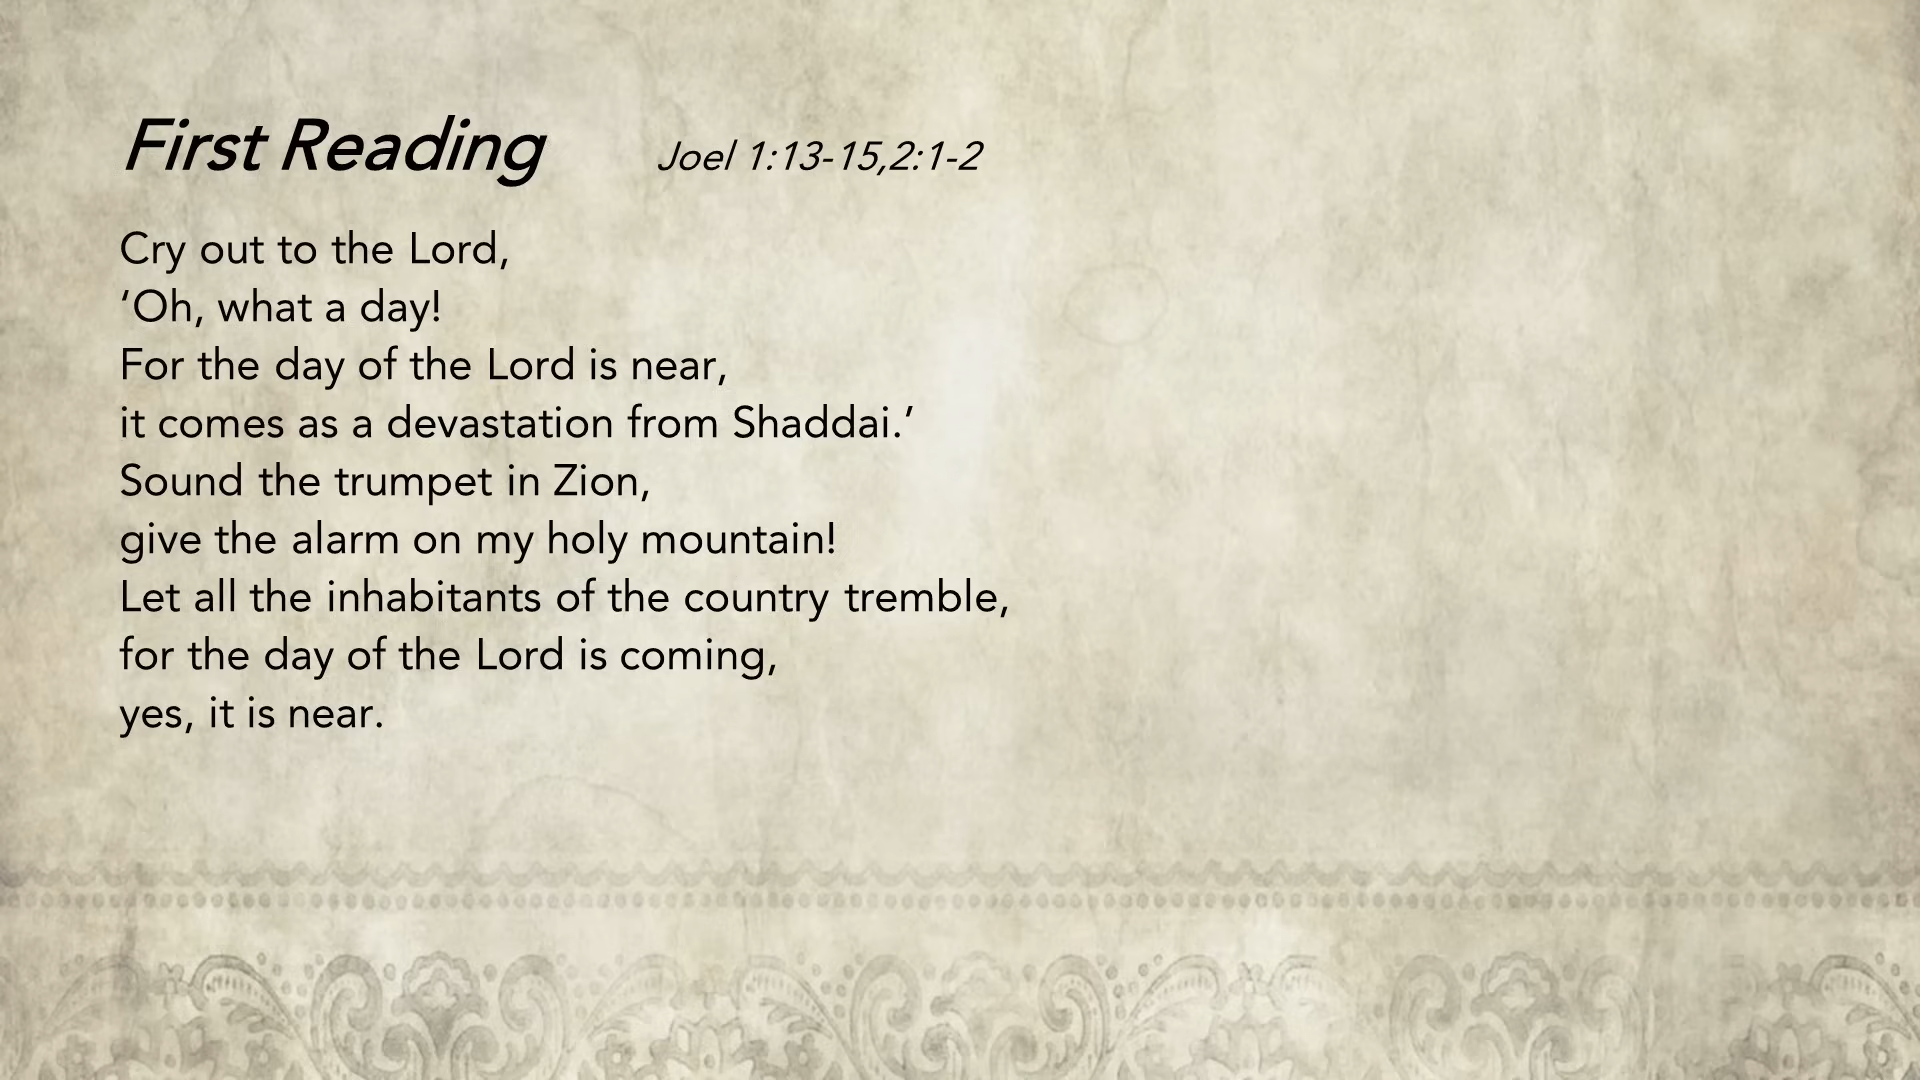 First Reading Joel 1:13-15,2:1-2
Cry out to the Lord,
‘Oh, what a day!
For the day of the Lord is near,
it comes as a devastation from Shaddai.’
Sound the trumpet in Zion,
give the alarm on my holy mountain!
Let all the inhabitants of the country tremble,
for the day of the Lord is coming,
yes, it is near.